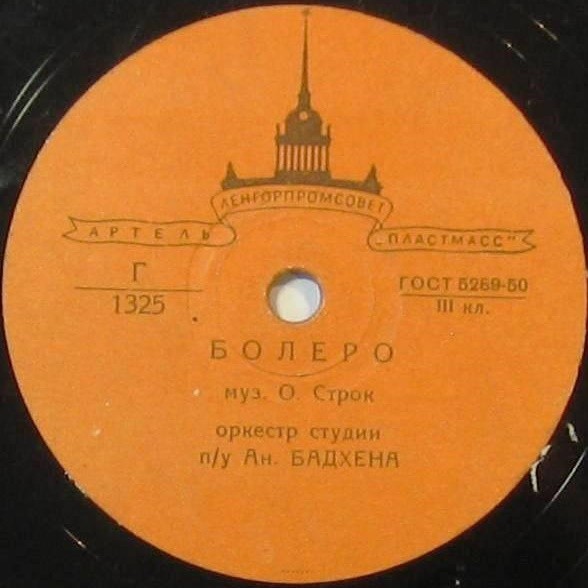 ЛЕНГОРПРОМСОВЕТ
АРТЕЛЬ „ПЛАСТМАСС“
Г
1325
ГОСТ 5289-50
III кл.
БОЛЕРО
муз. О. Строк
оркестр студии
п/у Ан. БАДХЕНА